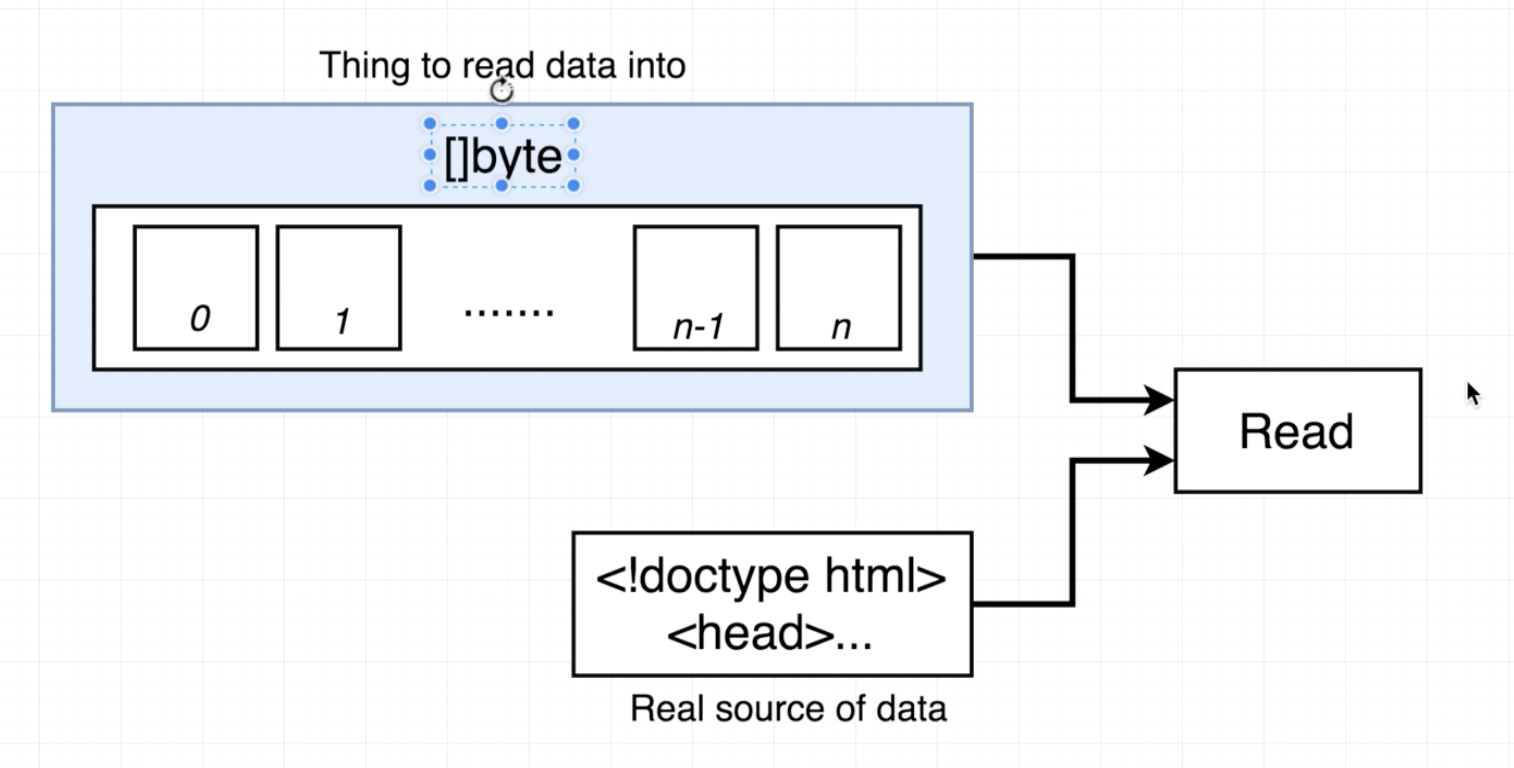 Thing to read data into
[]byte
0
1
.......
n-1
n
Read
<!doctype html>
<head>...
Real source of data